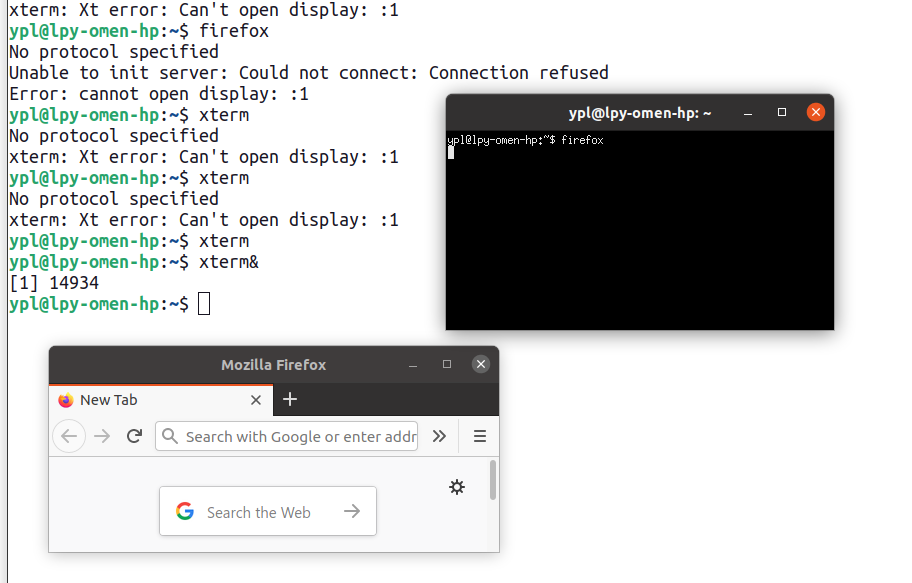 xterm: Xt error: Can't open display: :1
ypl@lpy-omen-hp:~$ firefox
No protocol specified
Unable to init server: Could not connect: Connection refused
Error: cannot open display: :1
ypl@lpy-omen-hp:~$ xterm
No protocol specified
xterm: Xt error: Can't open display: :1
ypl@lpy-omen-hp:~$ xterm
No protocol specified
xterm: Xt error: Can't open display: :1
ypl@lpy-omen-hp:~$ xterm
ypl@lpy-omen-hp:~$ xterm&
[1] 14934
ypl@lpy-omen-hp:~$
ypl@lpy-omen-hp: ~
ypl@lpy-omen-hp:~$ firefox
Mozilla Firefox
New Tab
Search with Google or enter addr
Search the Web